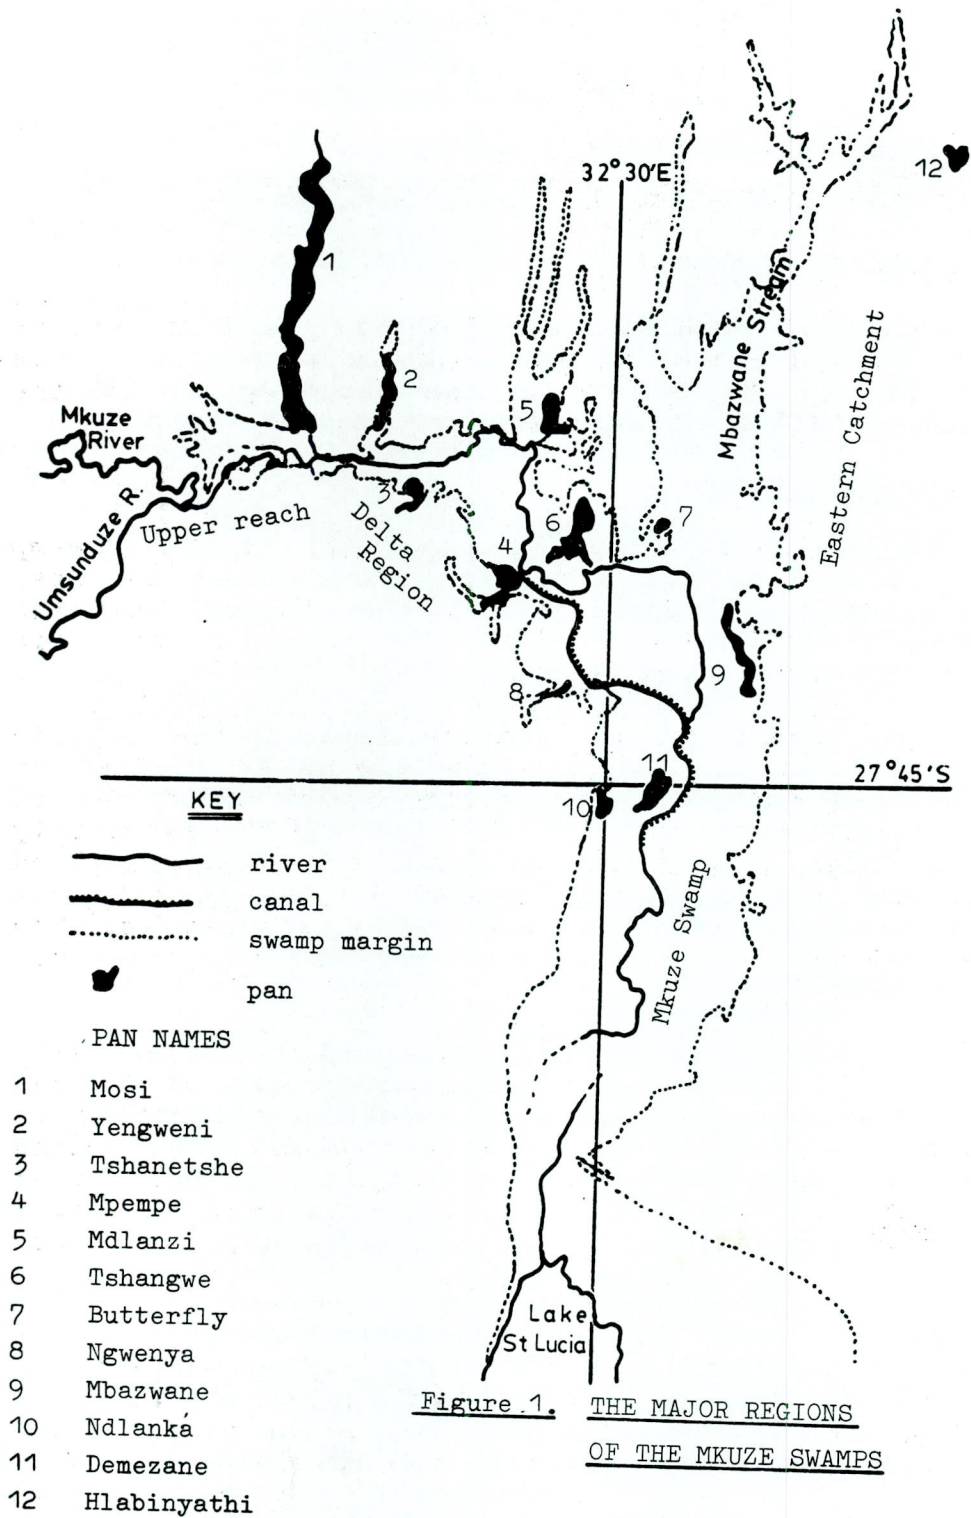 12
32°30'E
1
Mbazwane Stream
Eastern Catchment
2
5
Mkuze
River
3
Umsunduze R.
Upper reach
Delta
Region
6
7
4
9
8
11
27°45'S
10
KEY
river
canal
swamp margin
pan
Mkuze Swamp
PAN NAMES
1 Mosi
2 Yengweni
3 Tshanetshe
4 Mpempe
5 Mdlanzi
6 Tshangwe
7 Butterfly
8 Ngwenya
9 Mbazwane
10 Ndlanka
11 Demezane
12 Hlabinyathi
Lake
St Lucia
Figure 1. THE MAJOR REGIONS
OF THE MKUZE SWAMPS